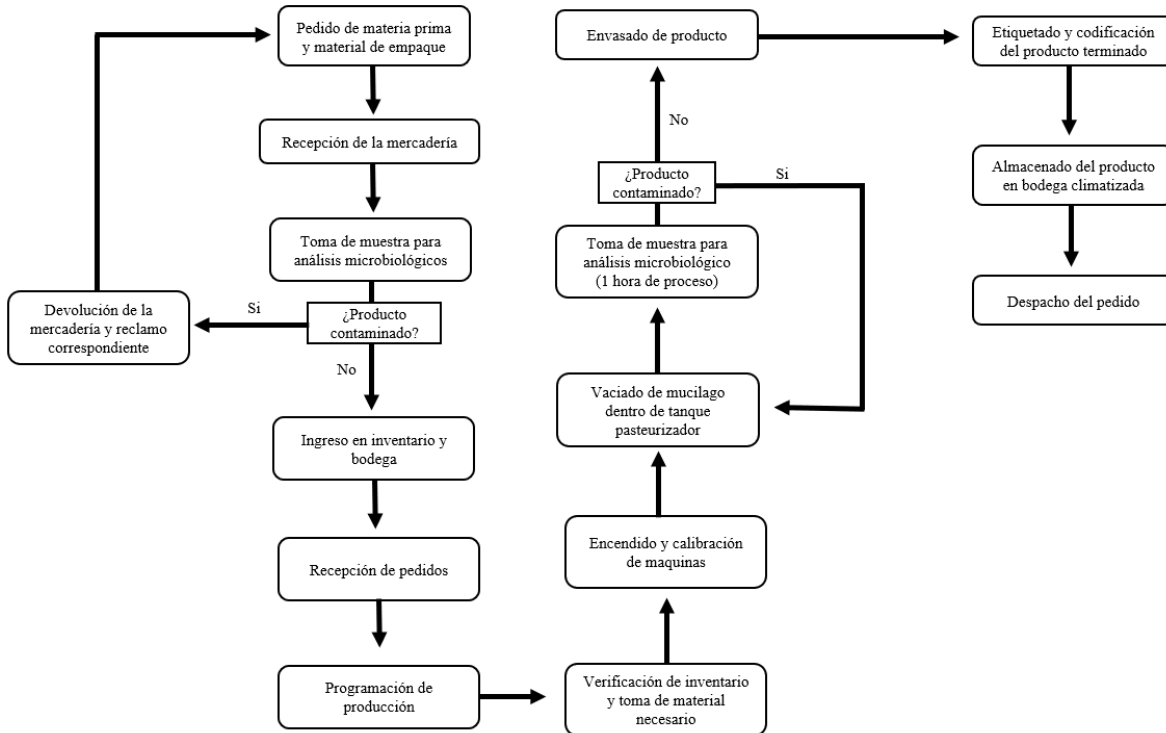 Pedido de materia prima
y material de empaque
Recepción de la mercadería
Toma de muestra para
análisis microbiológicos
¿Producto
contaminado?
Si
Devolución de la
mercadería y reclamo
correspondiente
No
Ingreso en inventario y
bodega
Recepción de pedidos
Programación de
producción
Verificación de inventario
y toma de material
necesario
Encendido y calibración
de maquinas
Vaciado de mucilago
dentro de tanque
pasteurizador
Toma de muestra para
análisis microbiológico
(1 hora de proceso)
¿Producto
contaminado?
Si
No
Envasado de producto
Etiquetado y codificación
del producto terminado
Almacenado del producto
en bodega climatizada
Despacho del pedido